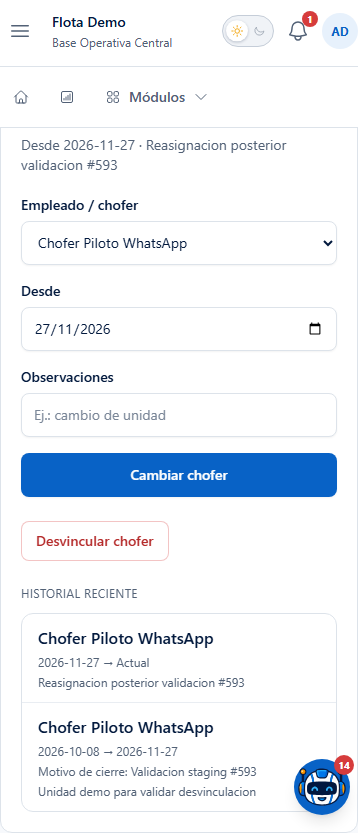 Flota Demo
Base Operativa Central
1
AD
Módulos
Desde 2026-11-27 · Reasignacion posterior
validacion #593
Empleado / chofer
Chofer Piloto WhatsApp
Desde
27/11/2026
Observaciones
Ej.: cambio de unidad
Cambiar chofer
Desvincular chofer
HISTORIAL RECIENTE
Chofer Piloto WhatsApp
2026-11-27 → Actual
Reasignacion posterior validacion #593
Chofer Piloto WhatsApp
2026-10-08 → 2026-11-27
Motivo de cierre: Validacion staging #593
Unidad demo para validar desvinculacion
14